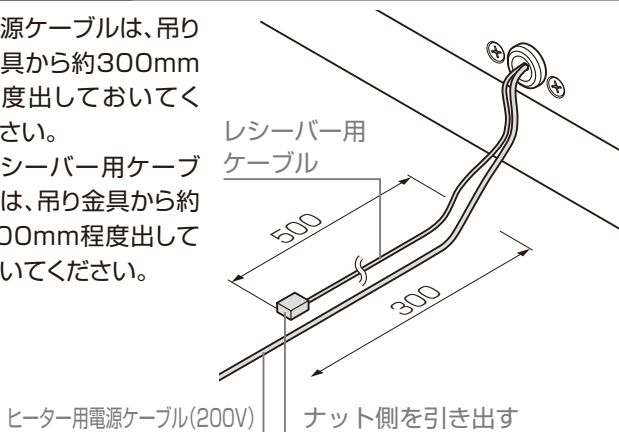 源ケーブルは、吊り
具から約300mm
度出しておいてく
さい。
シーバー用ケーブ
は、吊り金具から約
00mm程度出して
いてください。
レシーバー用
ケーブル
500
300
ヒーター用電源ケーブル(200V)
ナット側を引き出す